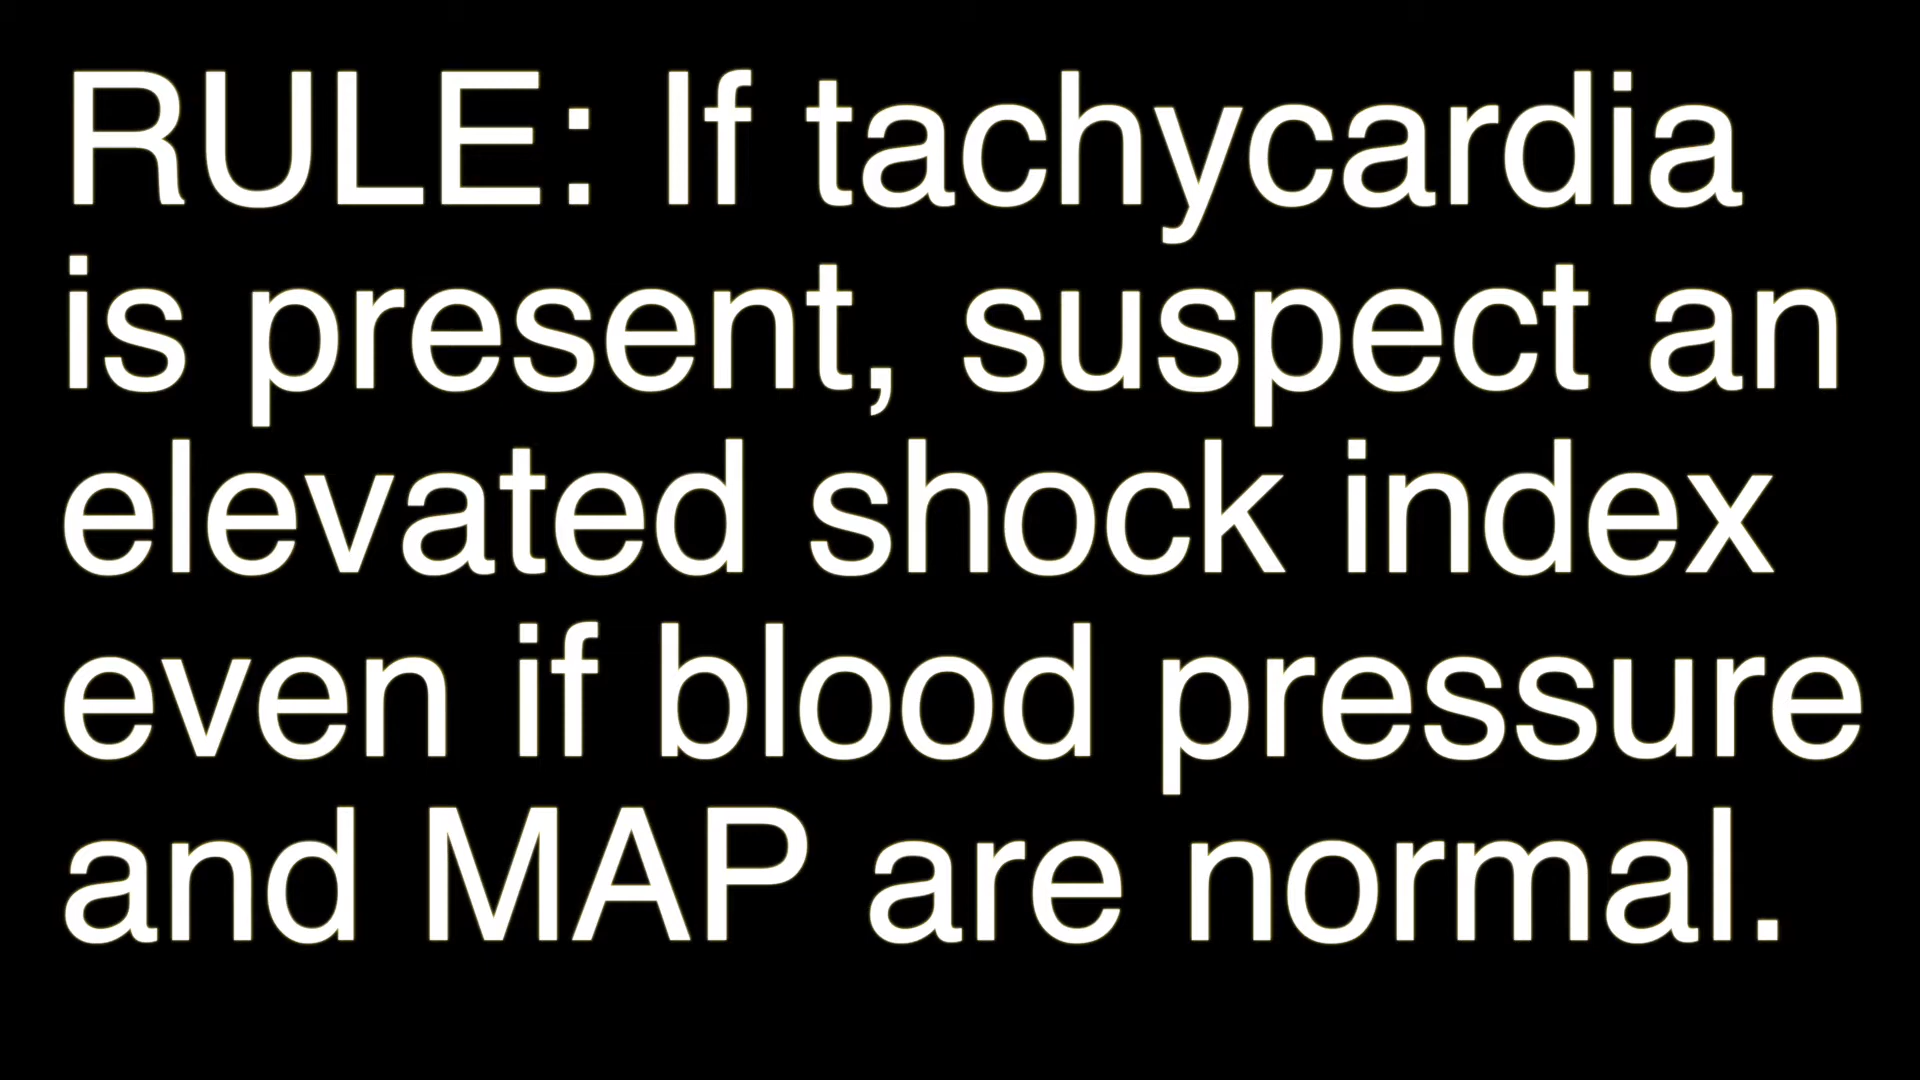 RULE: If tachycardia
is present, suspect an
elevated shock index
even if blood pressure
and MAP are normal.